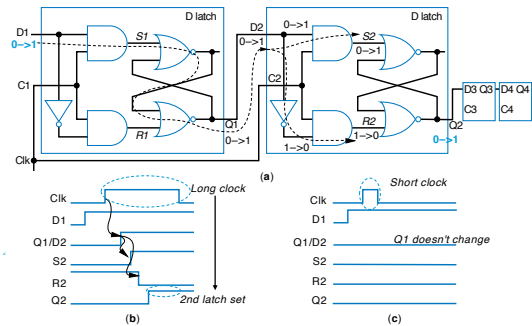 D latch
D latch
D1
0->1
S1
D2
0->1
0->1
S2
0->1
C1
C2
D3 Q3
D4 Q4
C3
C4
R1
Q1
0->1
R2
1->0
1->0
Q2
0->1
Clk
(a)
Clk
Long clock
D1
Q1/D2
S2
R2
Q2
2nd latch set
(b)
Clk
Short clock
D1
Q1/D2
Q1 doesn't change
S2
R2
Q2
(c)